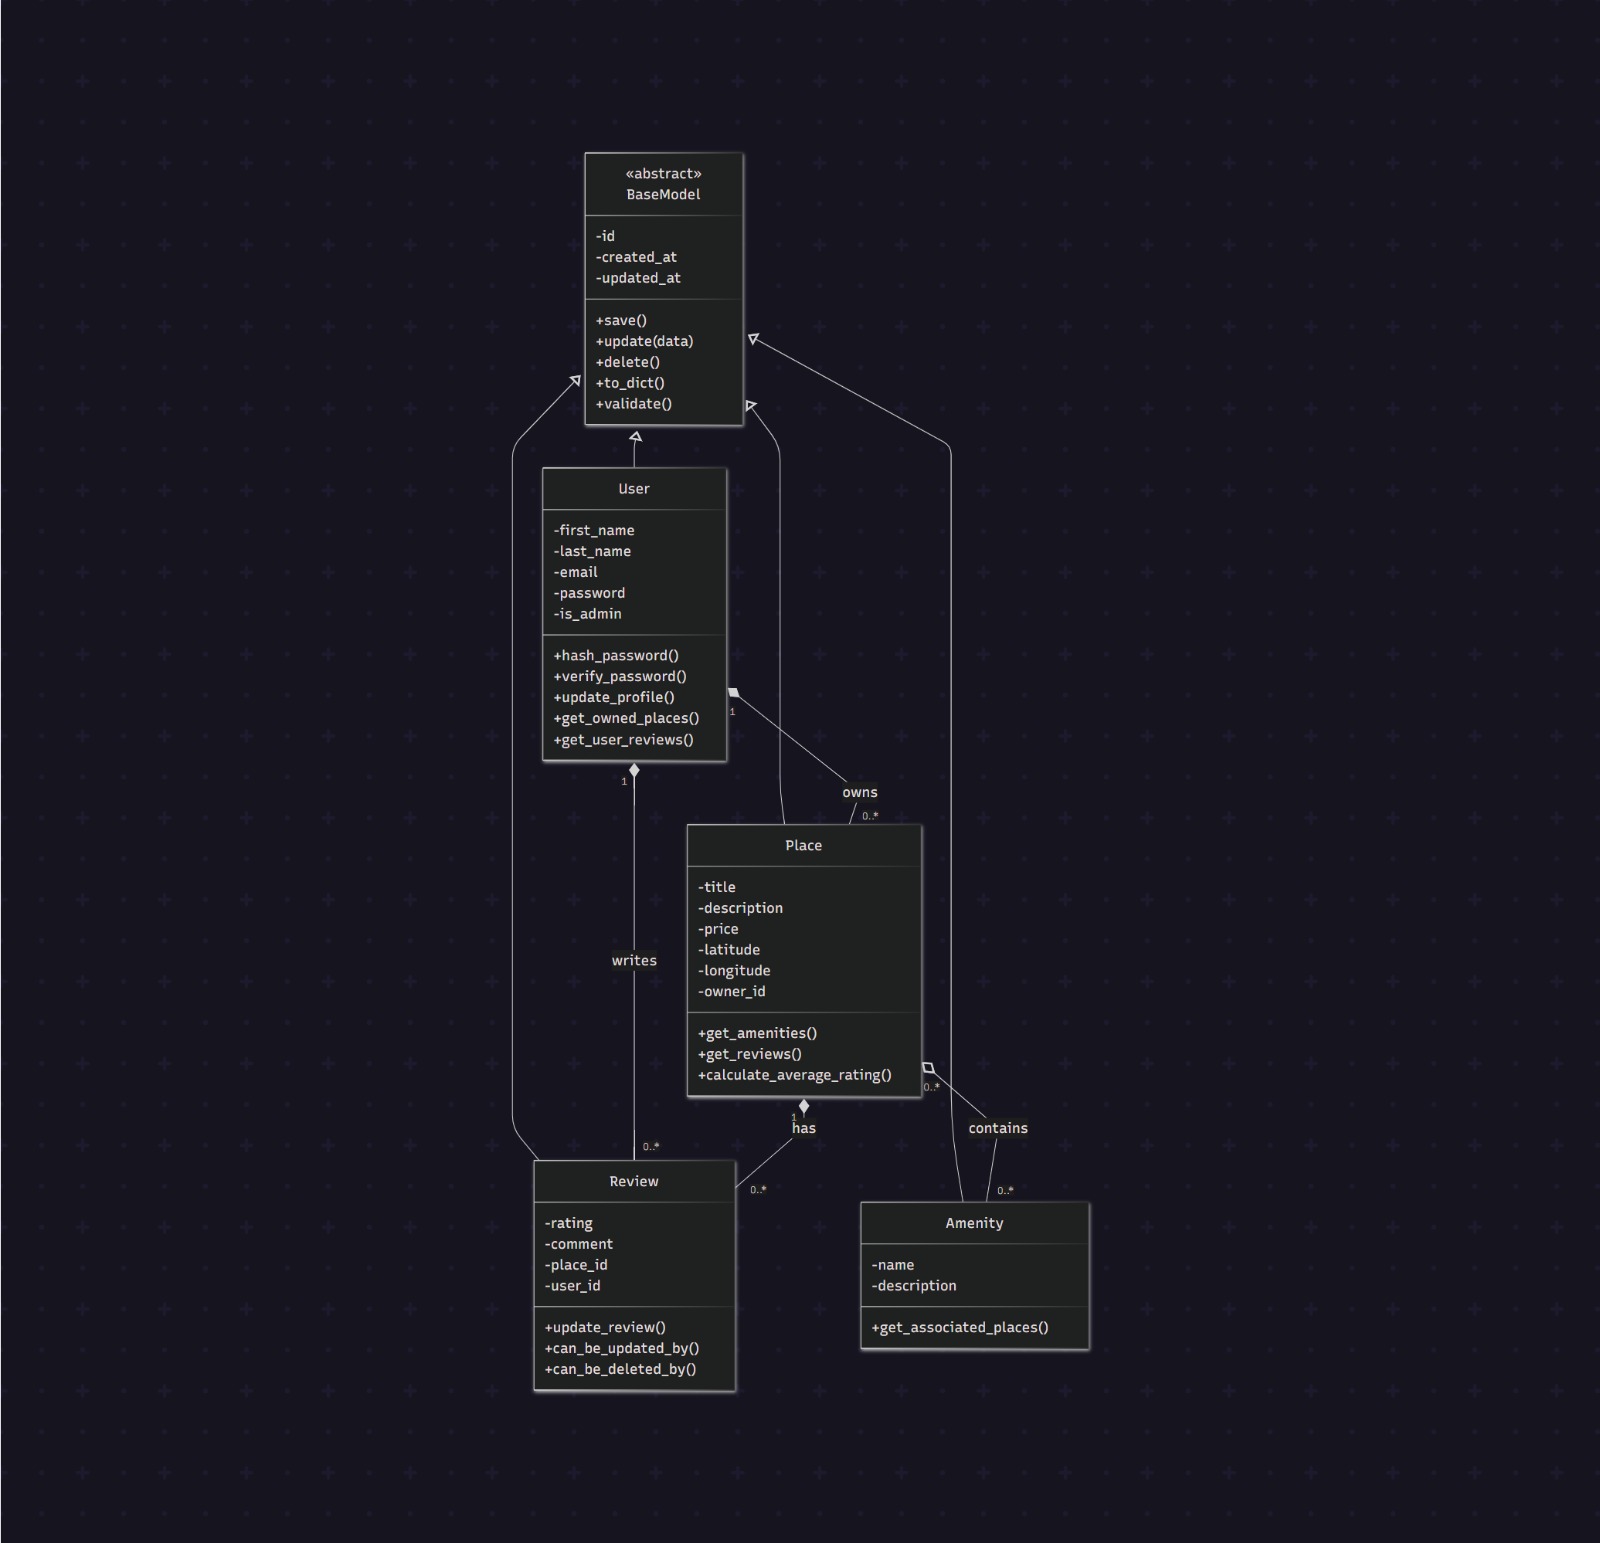 «abstract»
BaseModel
-id
-created_at
-updated_at
+save()
+update(data)
+delete()
+to_dict()
+validate()
User
-first_name
-last_name
-email
-password
-is_admin
+hash_password()
+verify_password()
+update_profile()
+get_owned_places()
+get_user_reviews()
1
1
owns
0..*
Place
-title
-description
-price
-latitude
-longitude
-owner_id
+get_amenities()
+get_reviews()
+calculate_average_rating()
writes
0..*
1
has
contains
0..*
0..*
0..*
Review
-rating
-comment
-place_id
-user_id
+update_review()
+can_be_updated_by()
+can_be_deleted_by()
Amenity
-name
-description
+get_associated_places()